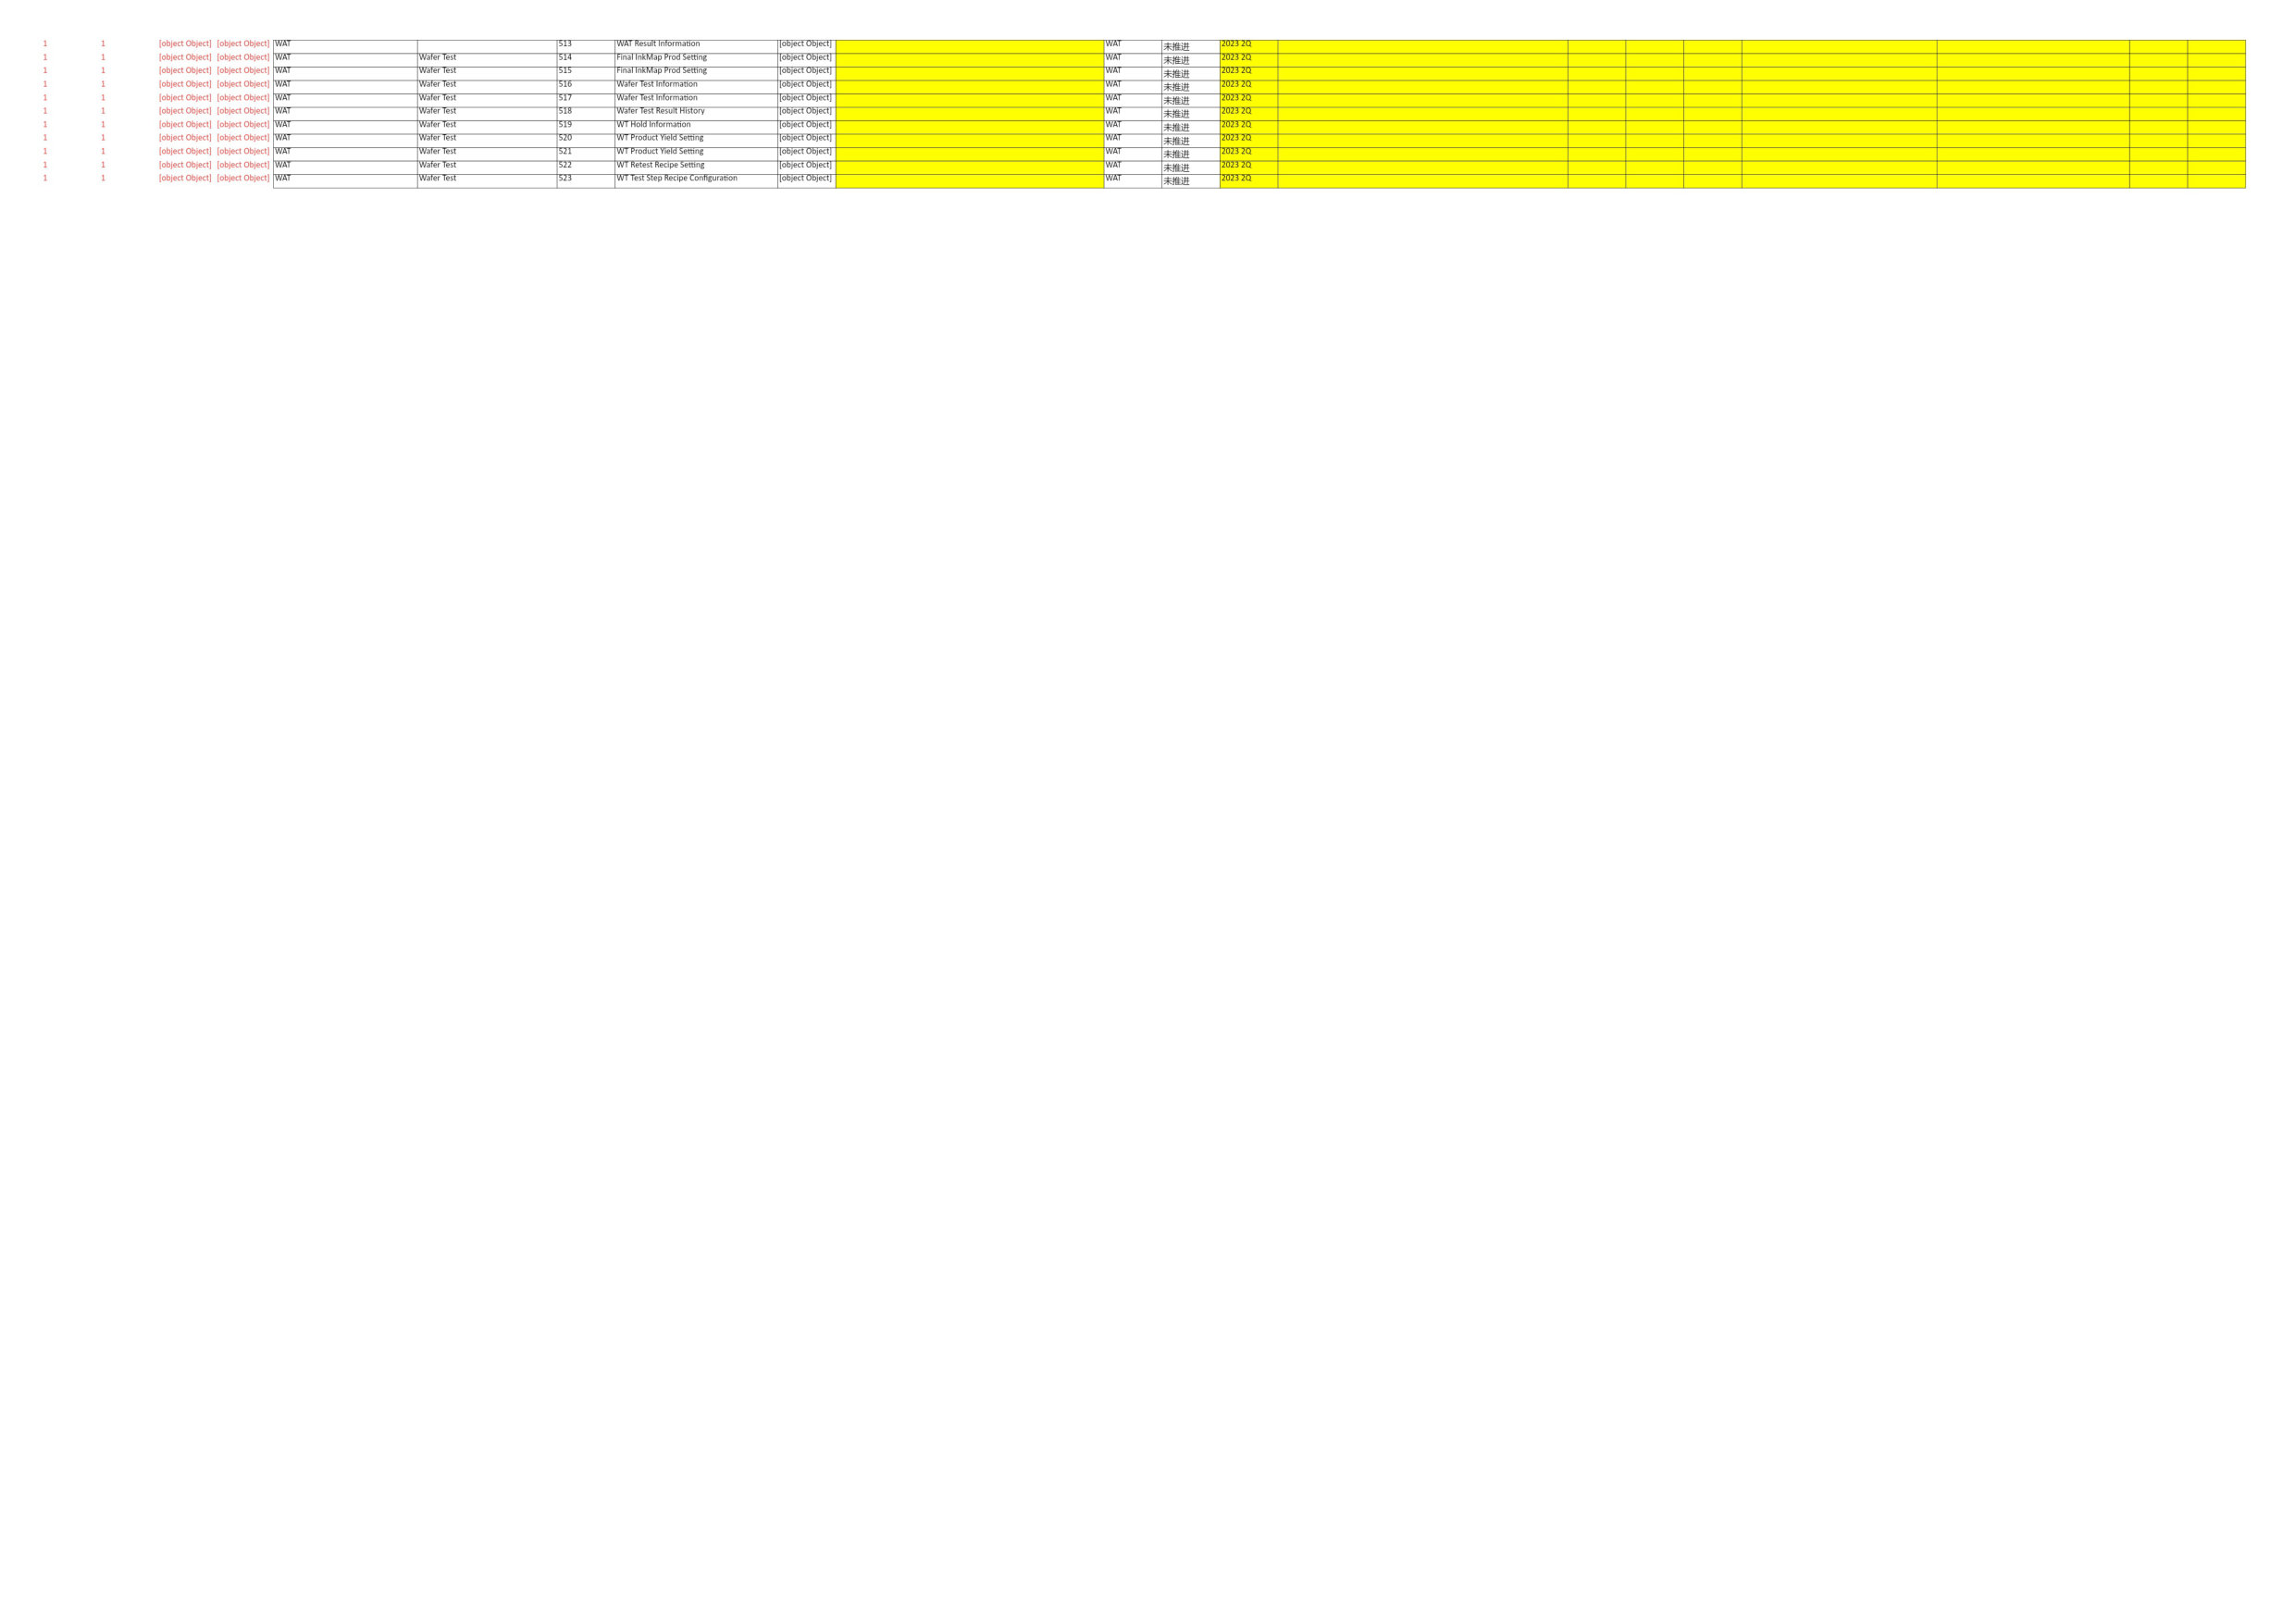 1 1 [object Object] [object Object] WAT 513 WAT Result Information [object Object] WAT 未推进 2023 2Q
1 1 [object Object] [object Object] WAT Wafer Test 514 Final InkMap Prod Setting [object Object] WAT 未推进 2023 2Q
1 1 [object Object] [object Object] WAT Wafer Test 515 Final InkMap Prod Setting [object Object] WAT 未推进 2023 2Q
1 1 [object Object] [object Object] WAT Wafer Test 516 Wafer Test Information [object Object] WAT 未推进 2023 2Q
1 1 [object Object] [object Object] WAT Wafer Test 517 Wafer Test Information [object Object] WAT 未推进 2023 2Q
1 1 [object Object] [object Object] WAT Wafer Test 518 Wafer Test Result History [object Object] WAT 未推进 2023 2Q
1 1 [object Object] [object Object] WAT Wafer Test 519 WT Hold Information [object Object] WAT 未推进 2023 2Q
1 1 [object Object] [object Object] WAT Wafer Test 520 WT Product Yield Setting [object Object] WAT 未推进 2023 2Q
1 1 [object Object] [object Object] WAT Wafer Test 521 WT Product Yield Setting [object Object] WAT 未推进 2023 2Q
1 1 [object Object] [object Object] WAT Wafer Test 522 WT Retest Recipe Setting [object Object] WAT 未推进 2023 2Q
1 1 [object Object] [object Object] WAT Wafer Test 523 WT Test Step Recipe Configuration [object Object] WAT 未推进 2023 2Q